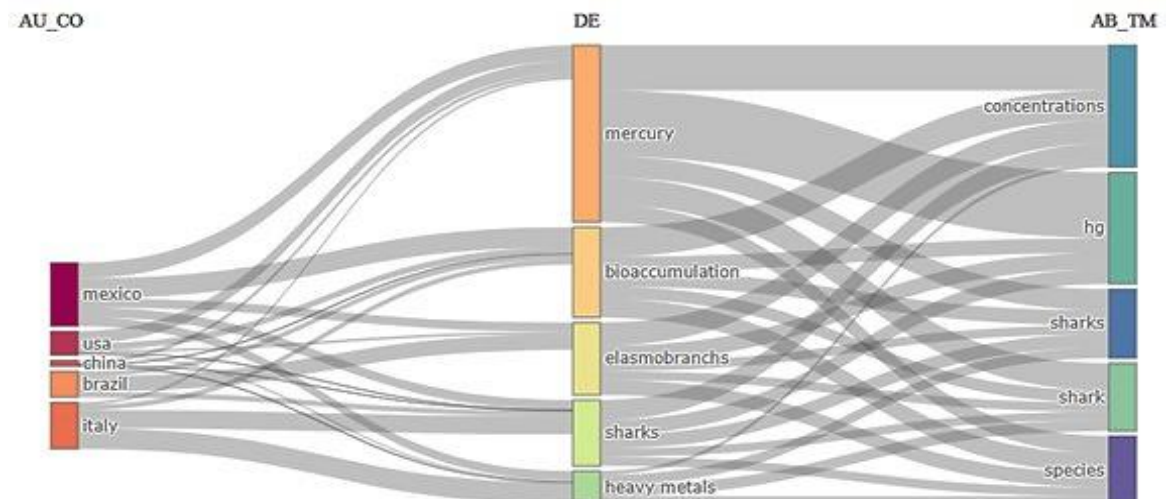 AU_CO DE AB_TM
concentrations
mercury
hg
bioaccumulation
mexico
sharks
usa
elasmobranchs
china
brazil
shark
italy
sharks
species
heavy metals